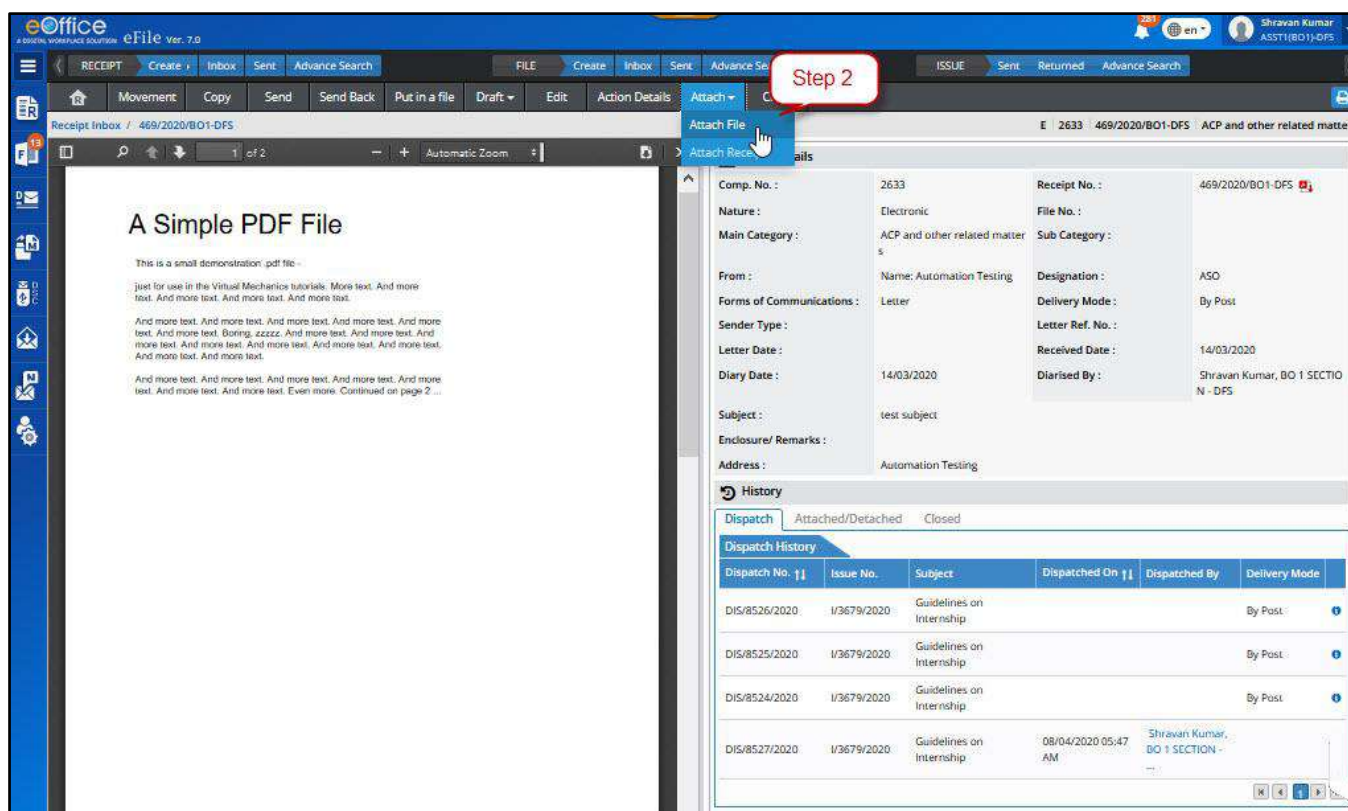 eOffice
A DIGITAL WORKPLACE SOLUTION
eFile Ver. 7.0
281
en
Shravan Kumar
ASST1(BO1)-DFS
RECEIPT Create Inbox Sent Advance Search
FILE Create Inbox Sent Advance Se
ISSUE Sent Returned Advance Search
Step 2
Movement Copy Send Send Back Put in a file Draft Edit Action Details Attach C
Attach File
Attach Rece
Receipt Inbox / 469/2020/BO1-DFS
E 2633 469/2020/BO1-DFS ACP and other related matte
13
1 of 2
Automatic Zoom
ails
A Simple PDF File
This is a small demonstration .pdf file -
just for use in the Virtual Mechanics tutorials. More text. And more
text. And more text. And more text. And more text.
And more text. And more text. And more text. And more text. And more
text. And more text. Boring, zzzzz. And more text. And more text. And
more text. And more text. And more text. And more text. And more text.
And more text. And more text.
And more text. And more text. And more text. And more text. And more
text. And more text. And more text. Even more. Continued on page 2 ...
Comp. No. : 2633 Receipt No. : 469/2020/BO1-DFS
Nature : Electronic File No. :
Main Category : ACP and other related matter Sub Category :
s
From : Name: Automation Testing Designation : ASO
Forms of Communications : Letter Delivery Mode : By Post
Sender Type : Letter Ref. No. :
Letter Date : Received Date : 14/03/2020
Diary Date : 14/03/2020 Diarised By : Shravan Kumar, BO 1 SECTIO
N - DFS
Subject : test subject
Enclosure/ Remarks :
Address : Automation Testing
History
Dispatch Attached/Detached Closed
Dispatch History
Dispatch No. Issue No. Subject Dispatched On Dispatched By Delivery Mode
DIS/8526/2020 I/3679/2020 Guidelines on By Post
Internship
DIS/8525/2020 I/3679/2020 Guidelines on By Post
Internship
DIS/8524/2020 I/3679/2020 Guidelines on By Post
Internship
DIS/8527/2020 I/3679/2020 Guidelines on 08/04/2020 05:47 Shravan Kumar,
Internship AM BO 1 SECTION -
...
1